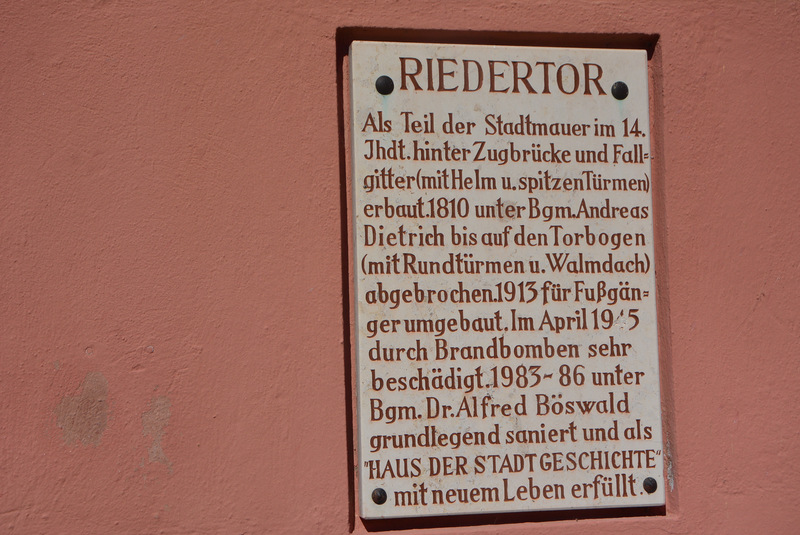 RIEDERTOR
Als Teil der Stadtmauer im 14.
Jhdt. hinter Zugbrücke und Fall=
gitter (mit Helm u. spitzen Türmen)
erbaut. 1810 unter Bgm. Andreas
Dietrich bis auf den Torbogen
(mit Rundtürmen u. Walmdach)
abgebrochen. 1913 für Fußgän=
ger umgebaut. Im April 1945
durch Brandbomben sehr
beschädigt. 1983-86 unter
Bgm. Dr. Alfred Böswald
grundlegend saniert und als
"HAUS DER STADTGESCHICHTE"
mit neuem Leben erfüllt.